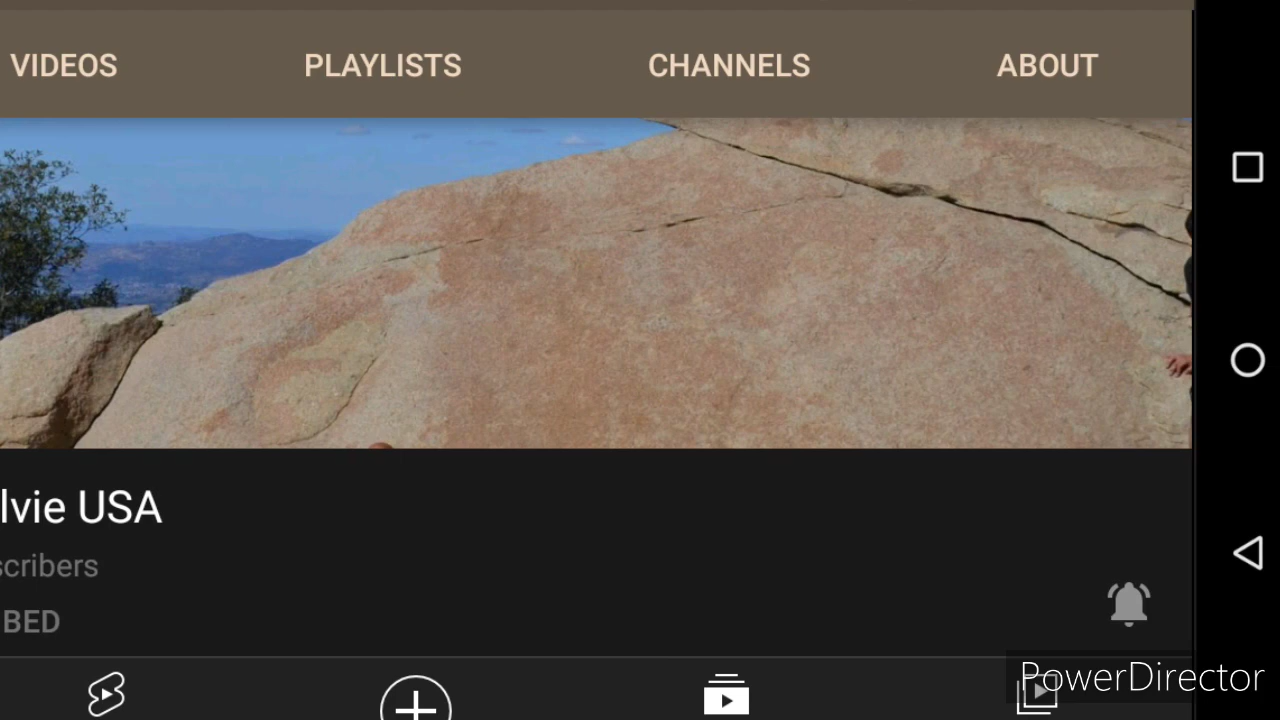 VIDEOS PLAYLISTS CHANNELS ABOUT
lvie USA
scribers
BED
PowerDirector